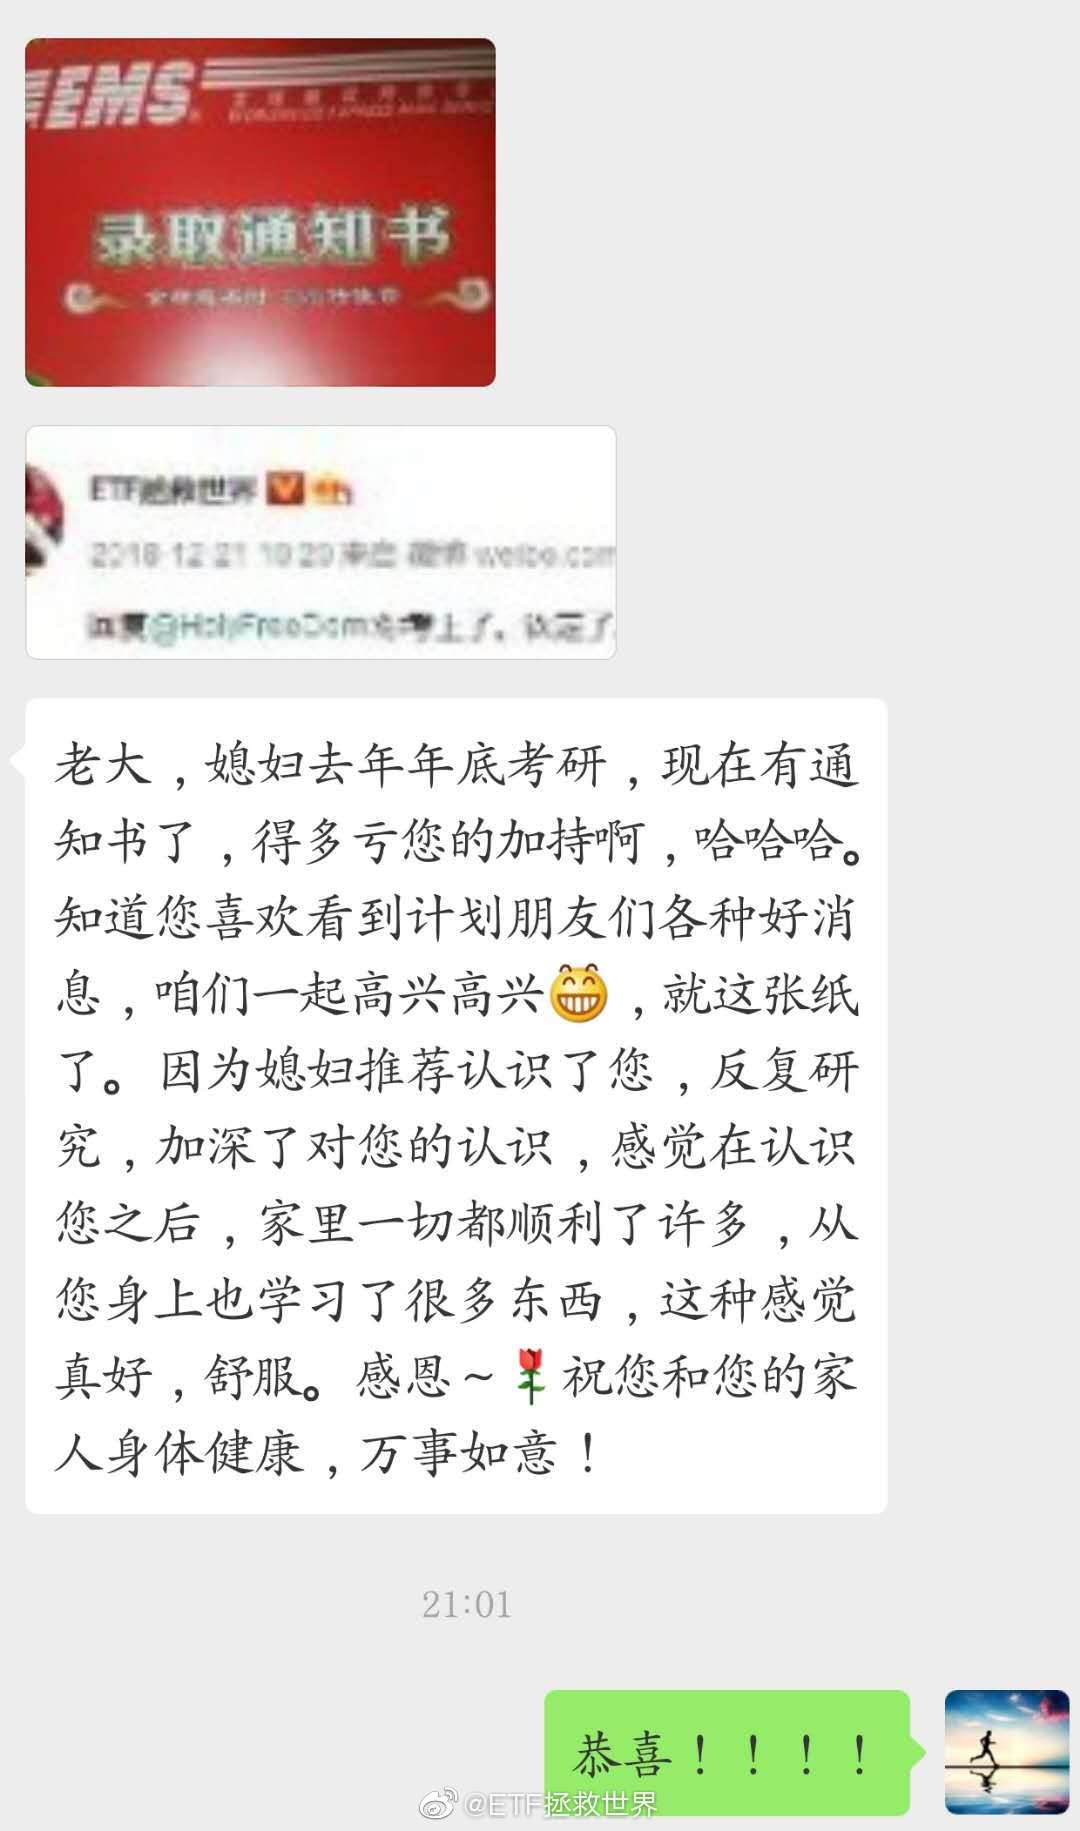 EMS
录取通知书
ETF拯救世界
2018-12-21 19:20 来自 微博 weibo.com
回复@HolyFreeDom:
考上了。决定了
老大，媳妇去年年底考研，现在有通
知书了，得多亏您的加持啊，哈哈哈。
知道您喜欢看到计划朋友们各种好消
息，咱们一起高兴高兴😁，就这张纸
了。因为媳妇推荐认识了您，反复研
究，加深了对您的认识，感觉在认识
您之后，家里一切都顺利了许多，从
您身上也学习了很多东西，这种感觉
真好，舒服。感恩～🌹祝您和您的家
人身体健康，万事如意！
21:01
恭喜！！！！
@ETF拯救世界